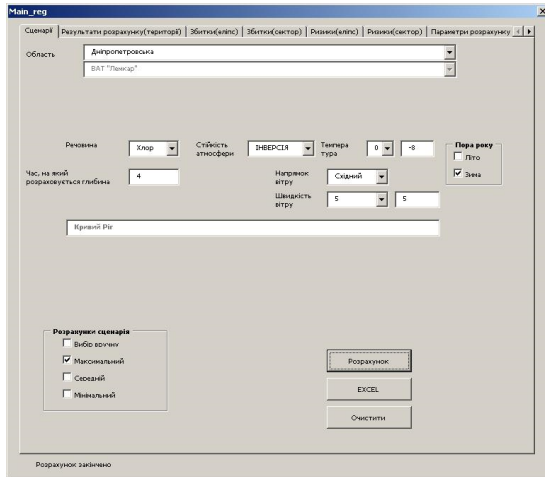 Main_reg
Сценарії Результати розрахунку(території) Збитки(еліпс) Збитки(сектор) Ризики(еліпс) Ризики(сектор) Параметри розрахунку
Область Дніпропетровська
ВАТ "Лемкар"
Речовина Хлор Стійкість атмосфери ІНВЕРСІЯ Темпера тура 0 -8
Пора року
Літо
Зима
Час, на який розраховується глибина 4
Напрямок вітру Східний
Швидкість вітру 5 5
Кривий Ріг
Розрахунки сценарія
Вибір вручну
Максимальний
Середній
Мінімальний
Розрахунок
EXCEL
Очистити
Розрахунок закінчено